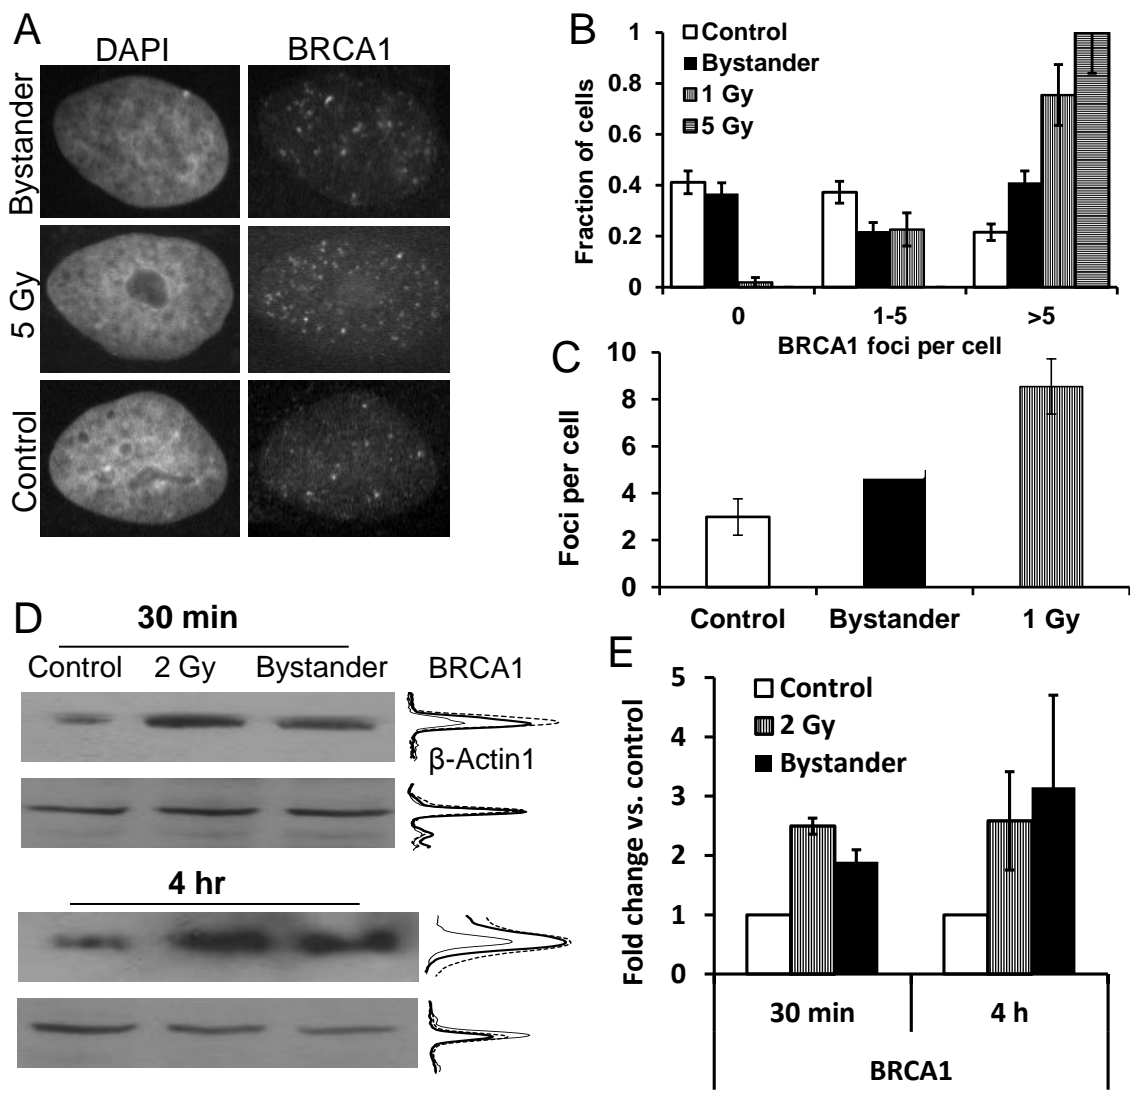 A
DAPI
BRCA1
Bystander
5 Gy
Control
B
Control
Bystander
1 Gy
5 Gy
Fraction of cells
1
0.8
0.6
0.4
0.2
0
0
1-5
>5
BRCA1 foci per cell
C
Foci per cell
10
8
6
4
2
0
Control
Bystander
1 Gy
D
30 min
Control
2 Gy
Bystander
BRCA1
β-Actin1
4 hr
E
Fold change vs. control
5
4
3
2
1
0
Control
2 Gy
Bystander
30 min
4 h
BRCA1